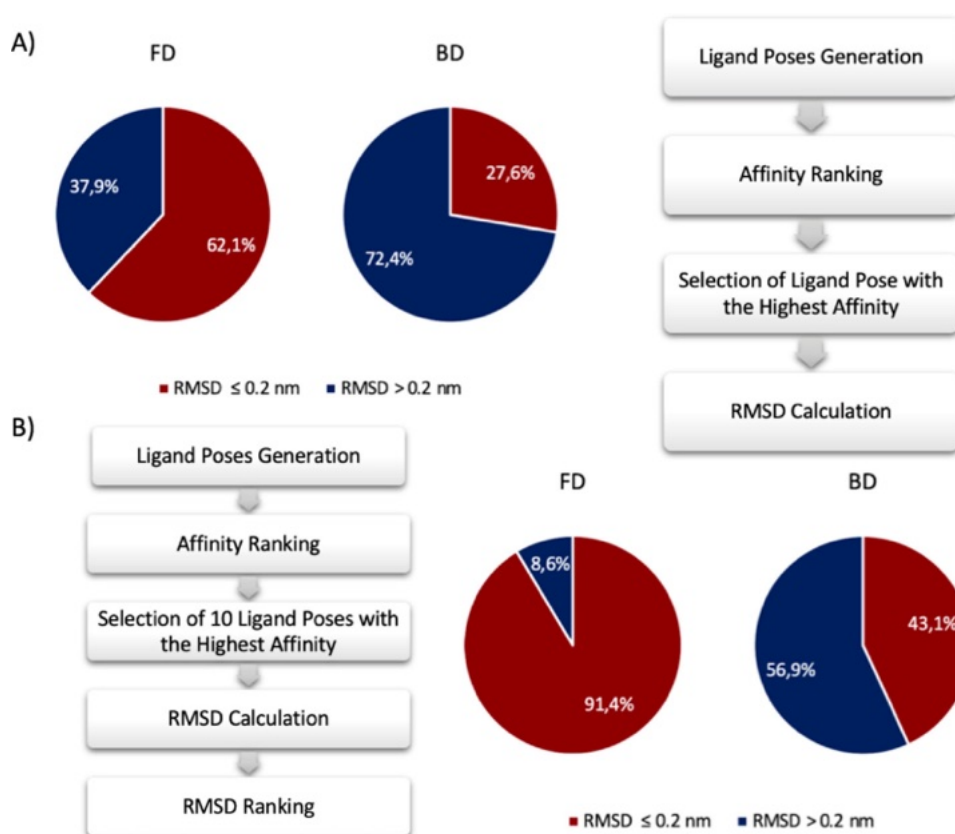 A)
FD
BD
37,9%
62,1%
27,6%
72,4%
RMSD ≤ 0.2 nm
RMSD > 0.2 nm
Ligand Poses Generation
Affinity Ranking
Selection of Ligand Pose with
the Highest Affinity
RMSD Calculation
B)
Ligand Poses Generation
Affinity Ranking
Selection of 10 Ligand Poses with
the Highest Affinity
RMSD Calculation
RMSD Ranking
FD
BD
8,6%
91,4%
43,1%
56,9%
RMSD ≤ 0.2 nm
RMSD > 0.2 nm